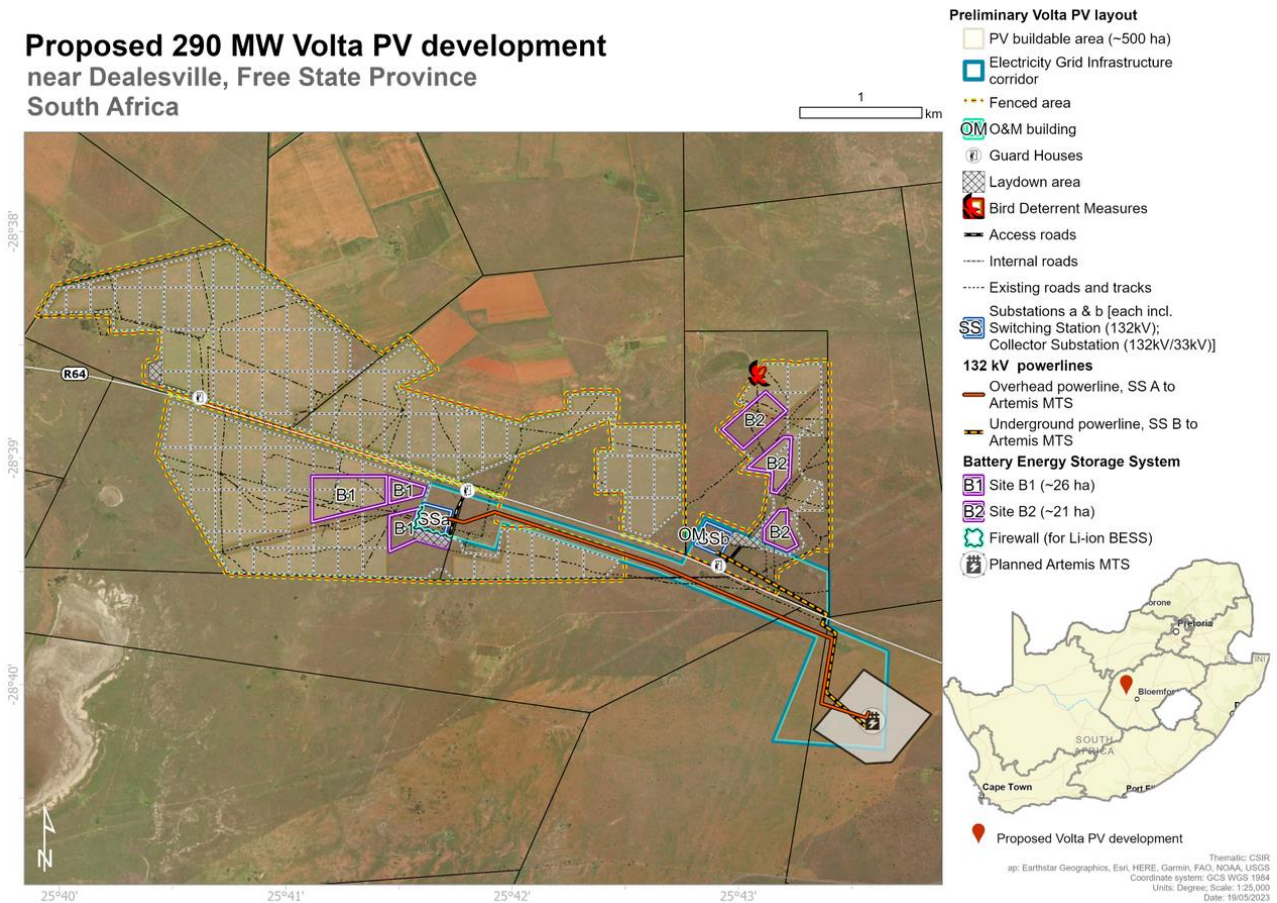 Proposed 290 MW Volta PV development
near Dealesville, Free State Province
South Africa
1
km
Preliminary Volta PV layout
PV buildable area (~500 ha)
Electricity Grid Infrastructure
corridor
Fenced area
OM O&M building
Guard Houses
Laydown area
Bird Deterrent Measures
Access roads
Internal roads
Existing roads and tracks
Substations a & b [each incl.
SS Switching Station (132kV);
Collector Substation (132kV/33kV)]
132 kV powerlines
Overhead powerline, SS A to
Artemis MTS
Underground powerline, SS B to
Artemis MTS
Battery Energy Storage System
B1 Site B1 (~26 ha)
B2 Site B2 (~21 ha)
Firewall (for Li-ion BESS)
Planned Artemis MTS
-28°38'
-28°39'
-28°40'
R64
B2
B2
B1
B1
B1
SSa
OM
Sb
B2
N
25°40'
25°41'
25°42'
25°43'
orone
Pretoria
Bloemfor
SOUTH
AFRICA
Cape Town
Port El
Proposed Volta PV development
Thematic: CSIR
ap: Earthstar Geographics, Esri, HERE, Garmin, FAO, NOAA, USGS
Coordinate system: GCS WGS 1984
Units: Degree; Scale: 1:25,000
Date: 19/05/2023